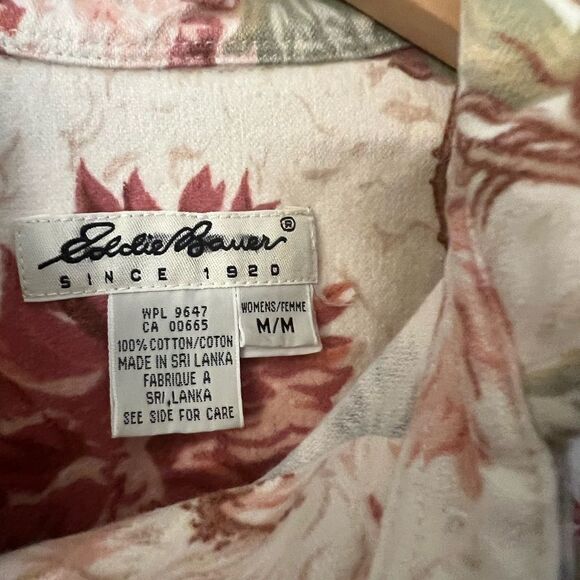 Eddie Bauer®
SINCE 1920
WPL 9647
CA 00665
100% COTTON/COTON
MADE IN SRI LANKA
FABRIQUE A
SRI,LANKA
SEE SIDE FOR CARE
WOMENS/FEMME
M/M